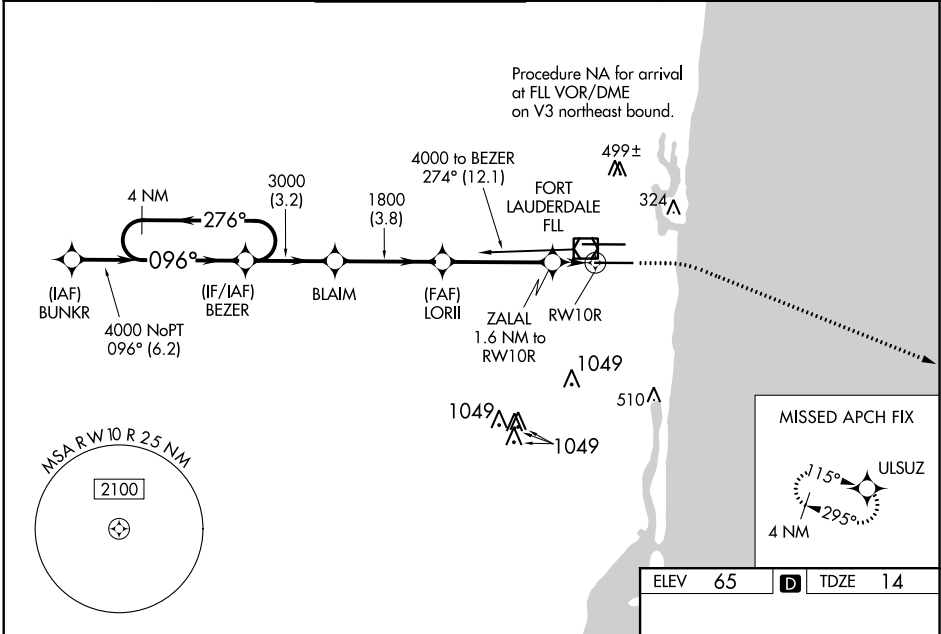 Procedure NA for arrival
at FLL VOR/DME
on V3 northeast bound.
499±
4000 to BEZER
274° (12.1)
FORT
LAUDERDALE
FLL
324
4 NM
276°
3000
(3.2)
1800
(3.8)
096°
(IAF)
BUNKR
(IF/IAF)
BEZER
BLAIM
(FAF)
LORII
ZALAL
1.6 NM to
RW10R
RW10R
4000 NoPT
096° (6.2)
1049
510
1049
1049
MSA RW 10 R 25 NM
2100
MISSED APCH FIX
115°
ULSUZ
295°
4 NM
ELEV 65 D TDZE 14